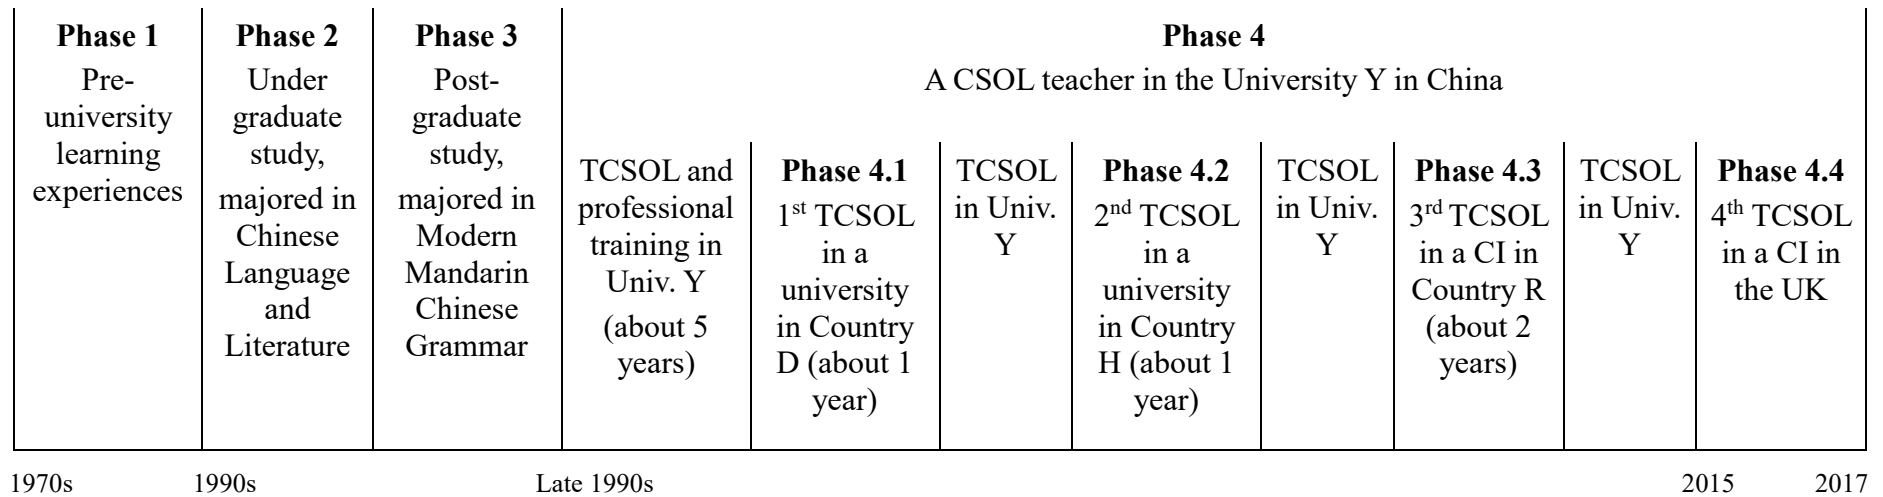 Phase 1
Pre-
university
learning
experiences
Phase 2
Under
graduate
study,
majored in
Chinese
Language
and
Literature
Phase 3
Post-
graduate
study,
majored in
Modern
Mandarin
Chinese
Grammar
Phase 4
A CSOL teacher in the University Y in China
TCSOL and
professional
training in
Univ. Y
(about 5
years)
Phase 4.1
1st TCSOL
in a
university
in Country
D (about 1
year)
TCSOL
in Univ.
Y
Phase 4.2
2nd TCSOL
in a
university
in Country
H (about 1
year)
TCSOL
in Univ.
Y
Phase 4.3
3rd TCSOL
in a CI in
Country R
(about 2
years)
TCSOL
in Univ.
Y
Phase 4.4
4th TCSOL
in a CI in
the UK
1970s
1990s
Late 1990s
2015
2017